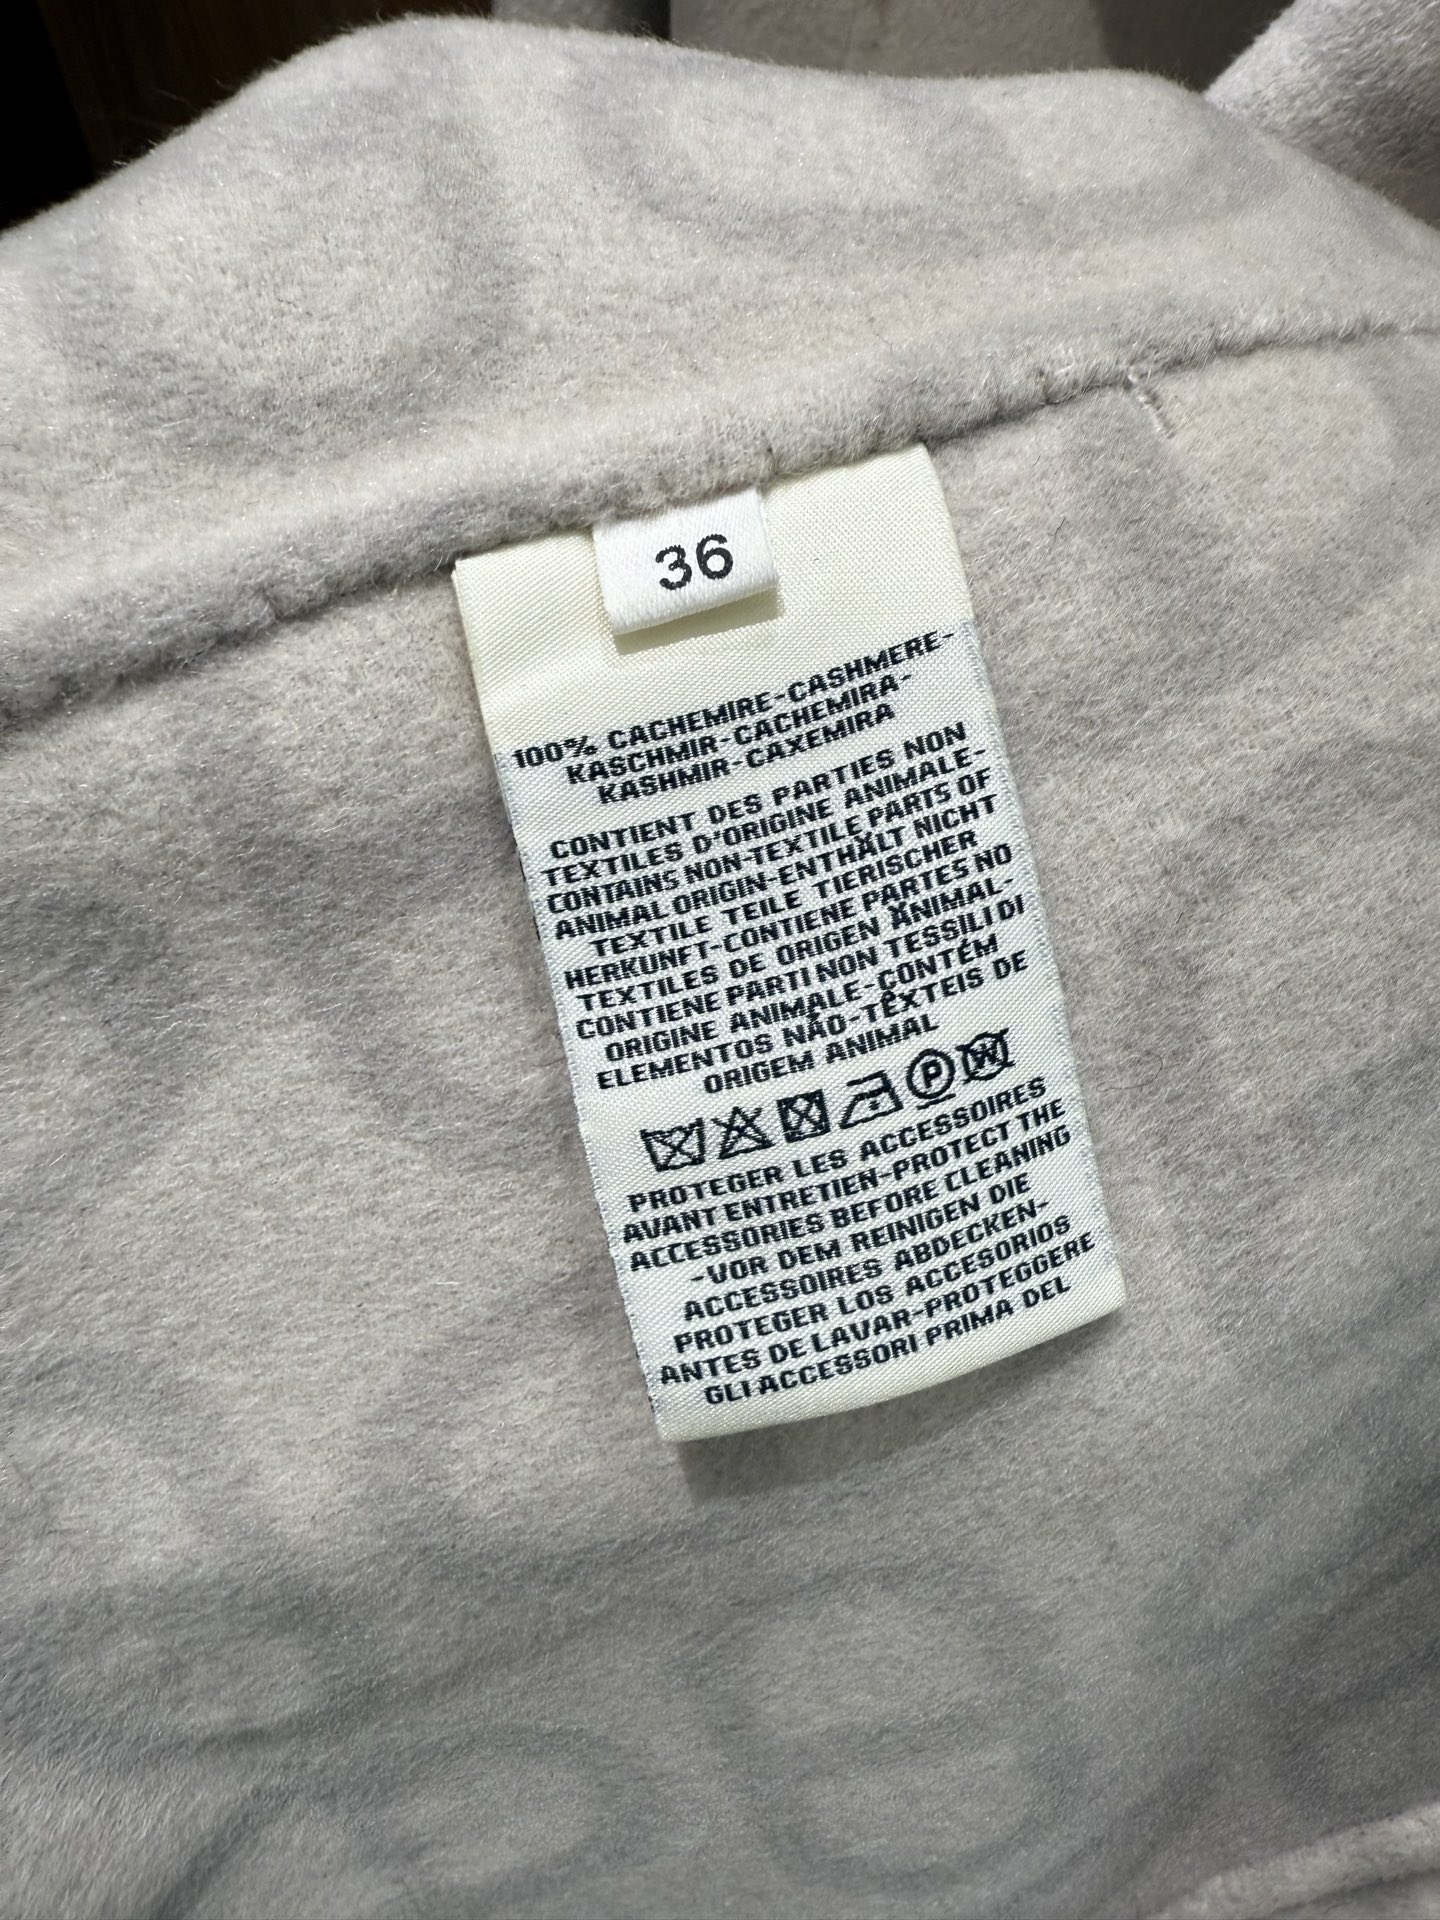 36
100% CACHEMIRE-CASHMERE-
KASCHMIR-CACHEMIRA-
KASHMIR-CAXEMIRA
CONTIENT DES PARTIES NON
TEXTILES D'ORIGINE ANIMALE-
CONTAINS NON-TEXTILE PARTS OF
ANIMAL ORIGIN-ENTHÄLT NICHT
TEXTILE TEILE TIERISCHER
HERKUNFT-CONTIENE PARTES NO
TEXTILES DE ORIGEN ANIMAL-
CONTIENE PARTI NON TESSILI DI
ORIGINE ANIMALE-CONTÉM
ELEMENTOS NÃO-TÊXTEIS DE
ORIGEM ANIMAL
P W
PROTEGER LES ACCESSOIRES
AVANT ENTRETIEN-PROTECT THE
ACCESSORIES BEFORE CLEANING
-VOR DEM REINIGEN DIE
ACCESSOIRES ABDECKEN-
PROTEGER LOS ACCESORIOS
ANTES DE LAVAR-PROTEGGERE
GLI ACCESSORI PRIMA DEL